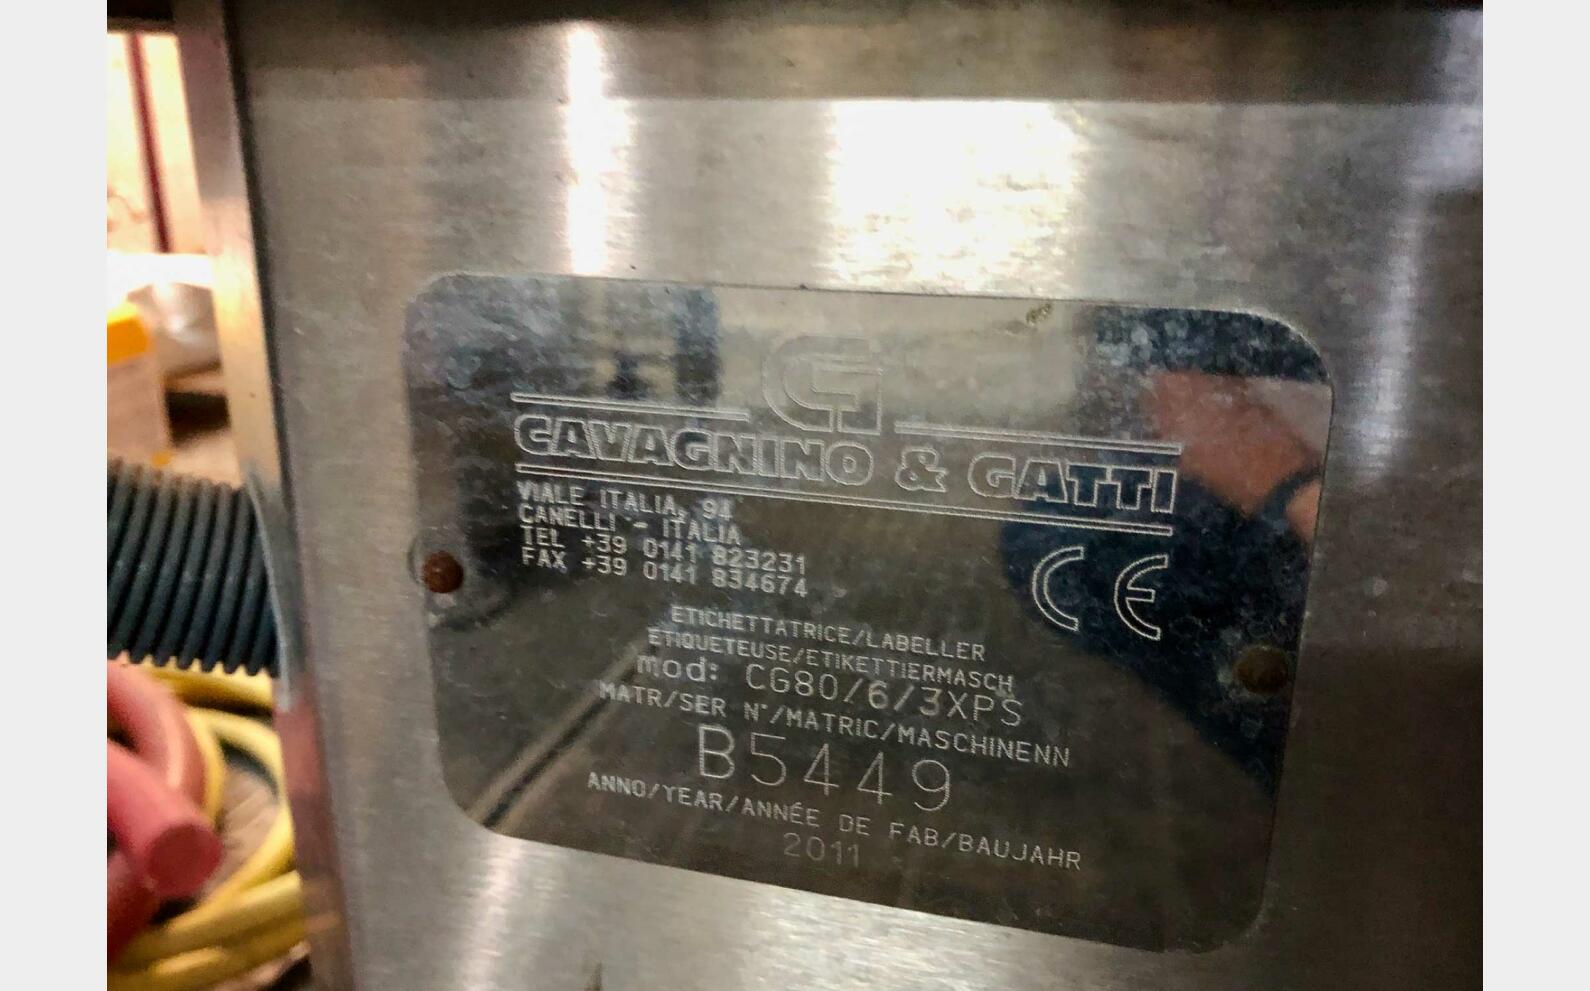 CG
CAVAGNINO & GATTI
VIALE ITALIA, 94
CANELLI - ITALIA
TEL +39 0141 823231
FAX +39 0141 834674
CE
ETICHETTATRICE/LABELLER
ETIQUETEUSE/ETIKETTIERMASCH
mod: CG80/6/3XPS
MATR/SER N°/MATRIC/MASCHINENN
B5449
ANNO/YEAR/ANNÉE DE FAB/BAUJAHR
2011